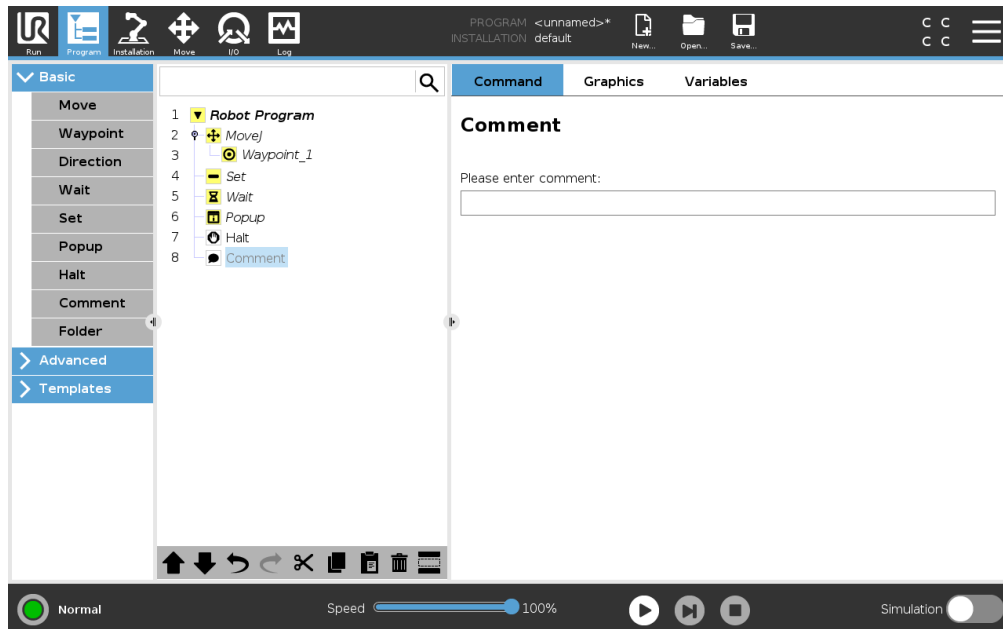 PROGRAM <unnamed>*
INSTALLATION default
C C
C C
Run Program Installation Move I/O Log New... Open... Save...
Basic
Move
Waypoint
Direction
Wait
Set
Popup
Halt
Comment
Folder
Advanced
Templates
1 Robot Program
2 MoveJ
3 Waypoint_1
4 Set
5 Wait
6 Popup
7 Halt
8 Comment
Command Graphics Variables
Comment
Please enter comment:
Normal Speed 100% Simulation